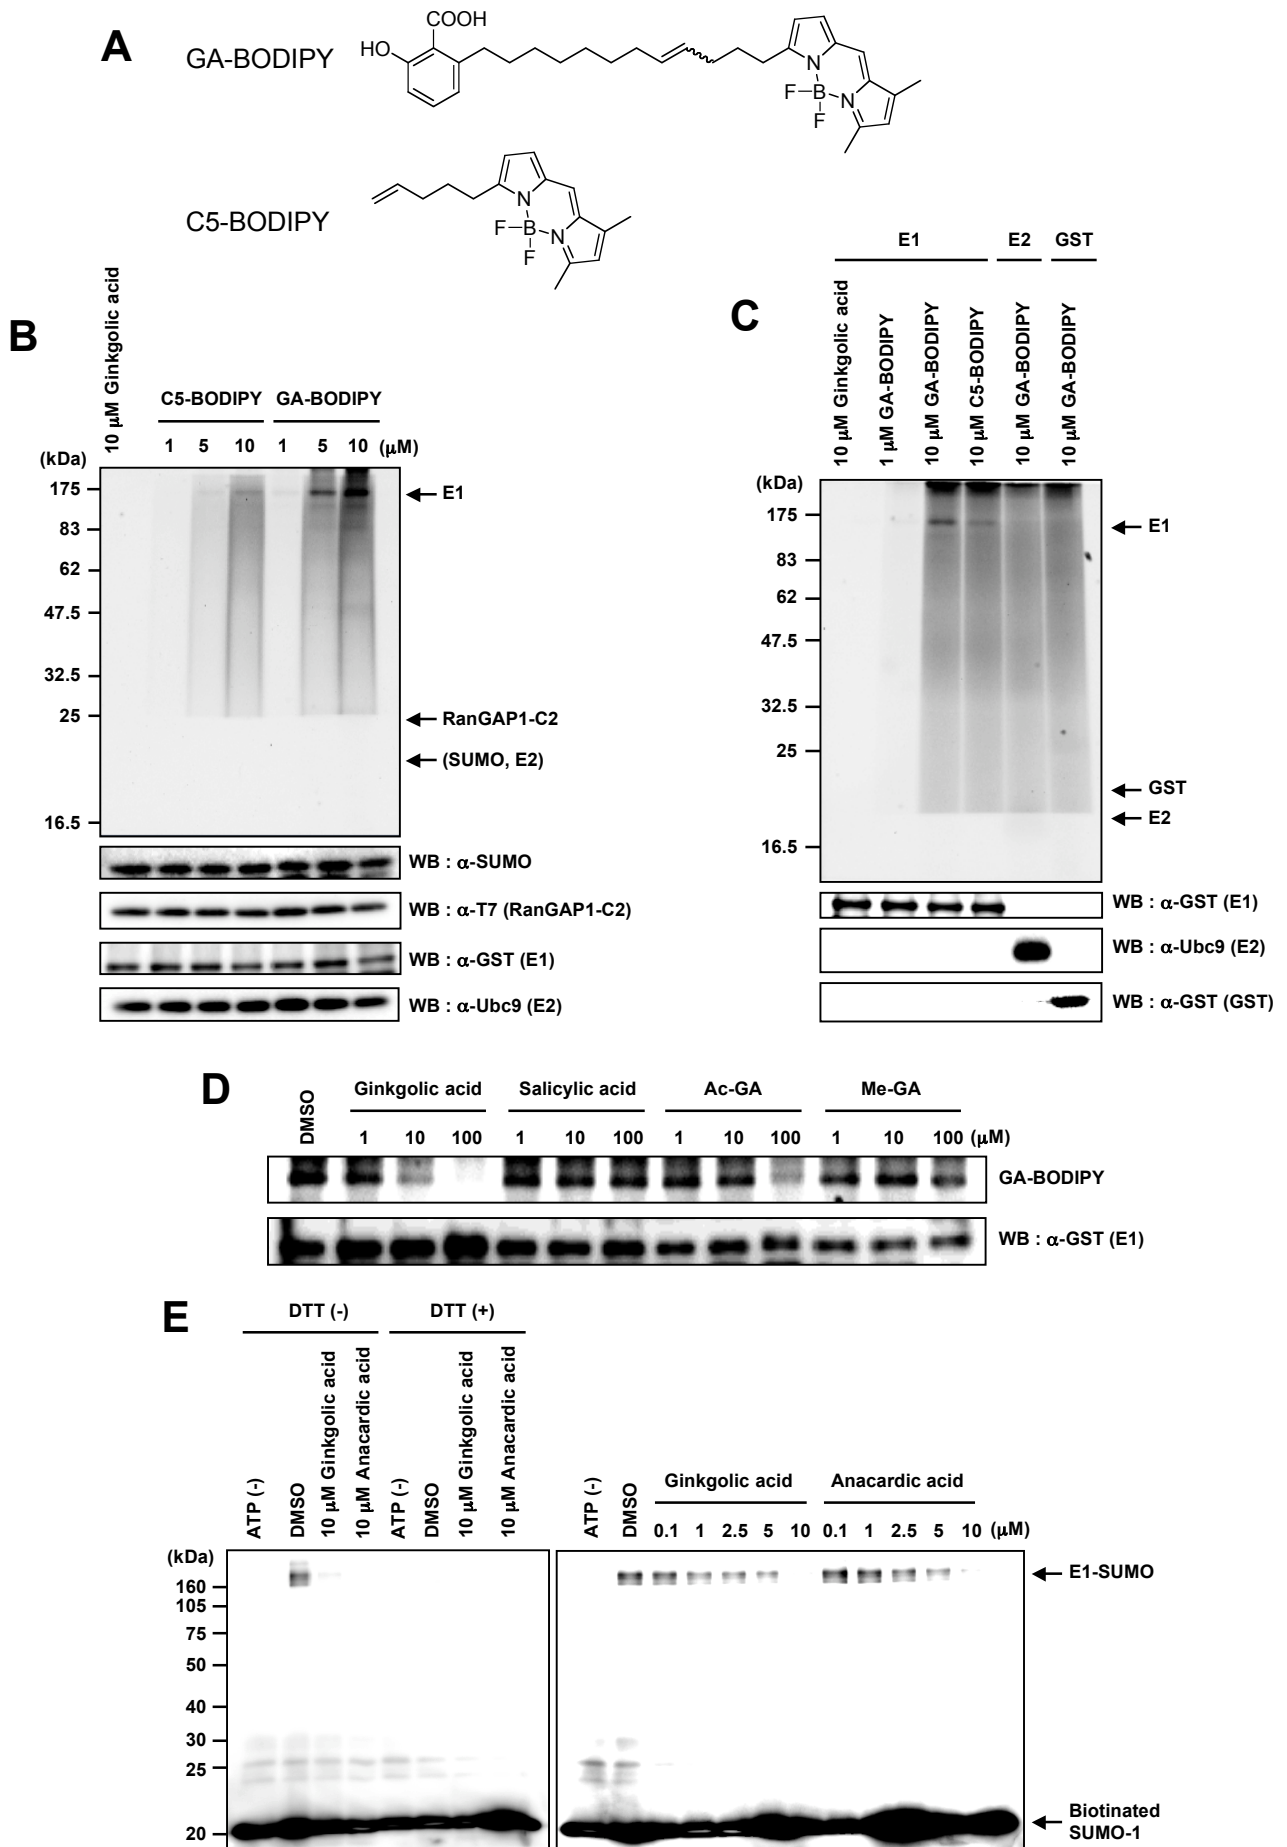 A
GA-BODIPY
COOH
HO
N
F
B
N
F
C5-BODIPY
N
F
B
N
F
B
10 μM Ginkgolic acid
C5-BODIPY
GA-BODIPY
1 5 10 1 5 10 (μM)
(kDa)
175
83
62
47.5
32.5
25
16.5
E1
RanGAP1-C2
(SUMO, E2)
WB : α-SUMO
WB : α-T7 (RanGAP1-C2)
WB : α-GST (E1)
WB : α-Ubc9 (E2)
C
E1 E2 GST
10 μM Ginkgolic acid
1 μM GA-BODIPY
10 μM GA-BODIPY
10 μM C5-BODIPY
10 μM GA-BODIPY
10 μM GA-BODIPY
(kDa)
175
83
62
47.5
32.5
25
16.5
E1
GST
E2
WB : α-GST (E1)
WB : α-Ubc9 (E2)
WB : α-GST (GST)
D
DMSO
Ginkgolic acid Salicylic acid Ac-GA Me-GA
1 10 100 1 10 100 1 10 100 1 10 100 (μM)
GA-BODIPY
WB : α-GST (E1)
E
DTT (-) DTT (+)
ATP (-)
DMSO
10 μM Ginkgolic acid
10 μM Anacardic acid
ATP (-)
DMSO
10 μM Ginkgolic acid
10 μM Anacardic acid
(kDa)
160
105
75
50
40
30
25
20
ATP (-)
DMSO
Ginkgolic acid Anacardic acid
0.1 1 2.5 5 10 0.1 1 2.5 5 10 (μM)
E1-SUMO
Biotinated
SUMO-1